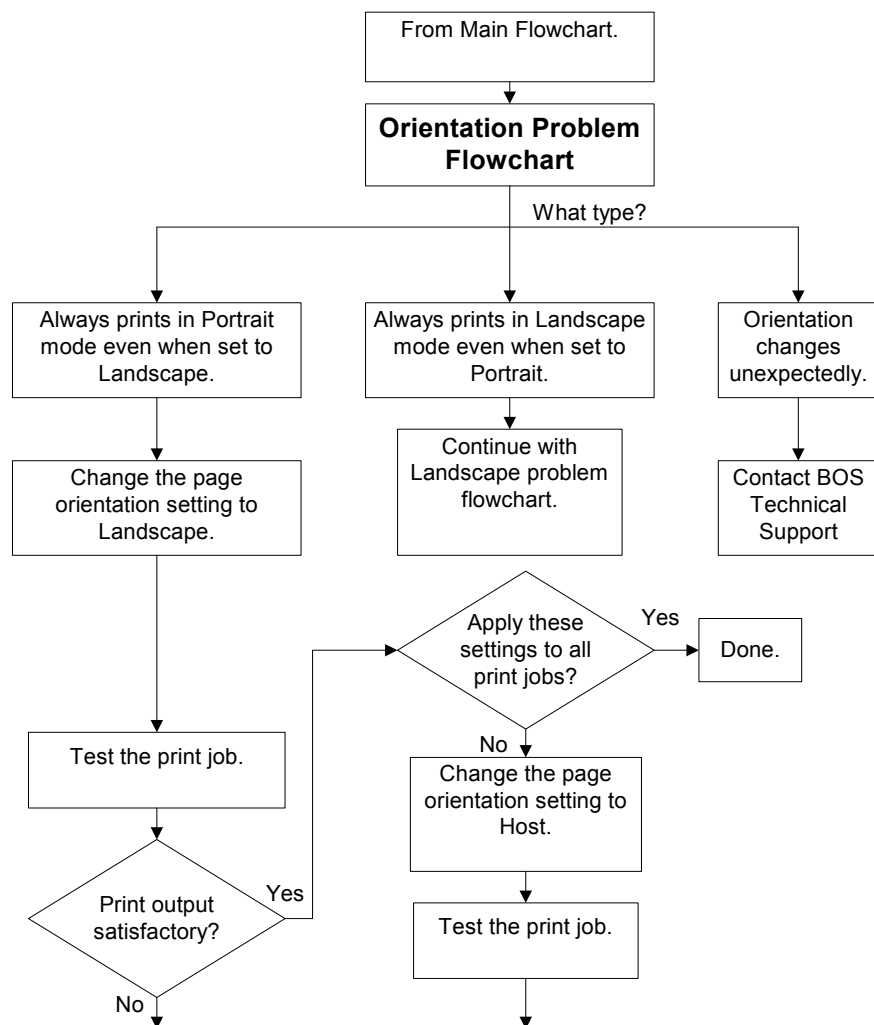 From Main Flowchart.
Orientation Problem
Flowchart
What type?
Always prints in Portrait
mode even when set to
Landscape.
Always prints in Landscape
mode even when set to
Portrait.
Orientation
changes
unexpectedly.
Change the page
orientation setting to
Landscape.
Continue with
Landscape problem
flowchart.
Contact BOS
Technical
Support
Apply these
settings to all
print jobs?
Yes
Done.
No
Test the print job.
Change the page
orientation setting to
Host.
Print output
satisfactory?
Yes
Test the print job.
No